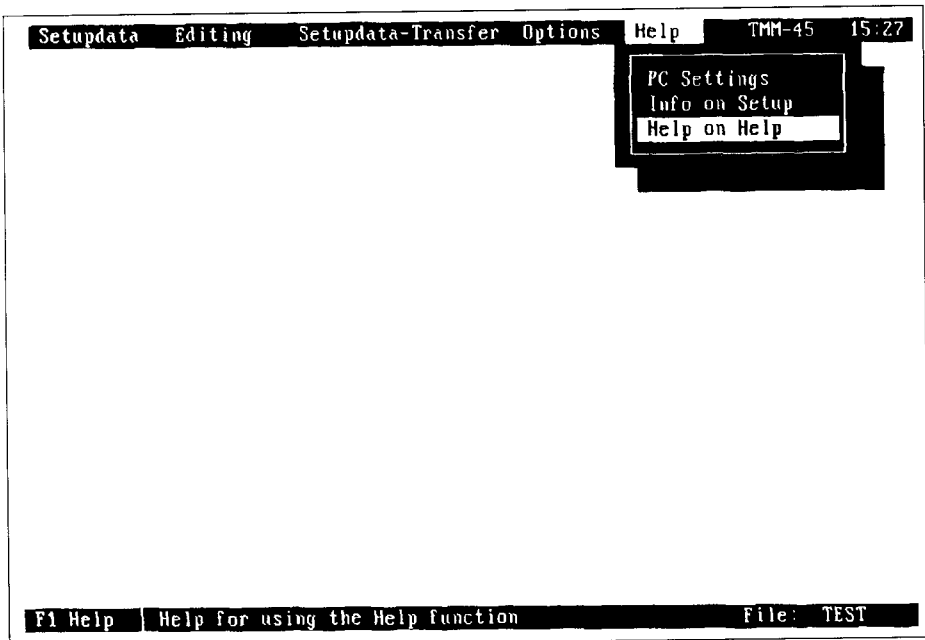 Setupdata Editing Setupdata-Transfer Options Help TMM-45 15:27
PC Settings
Info on Setup
Help on Help
F1 Help Help for using the Help function File: TEST